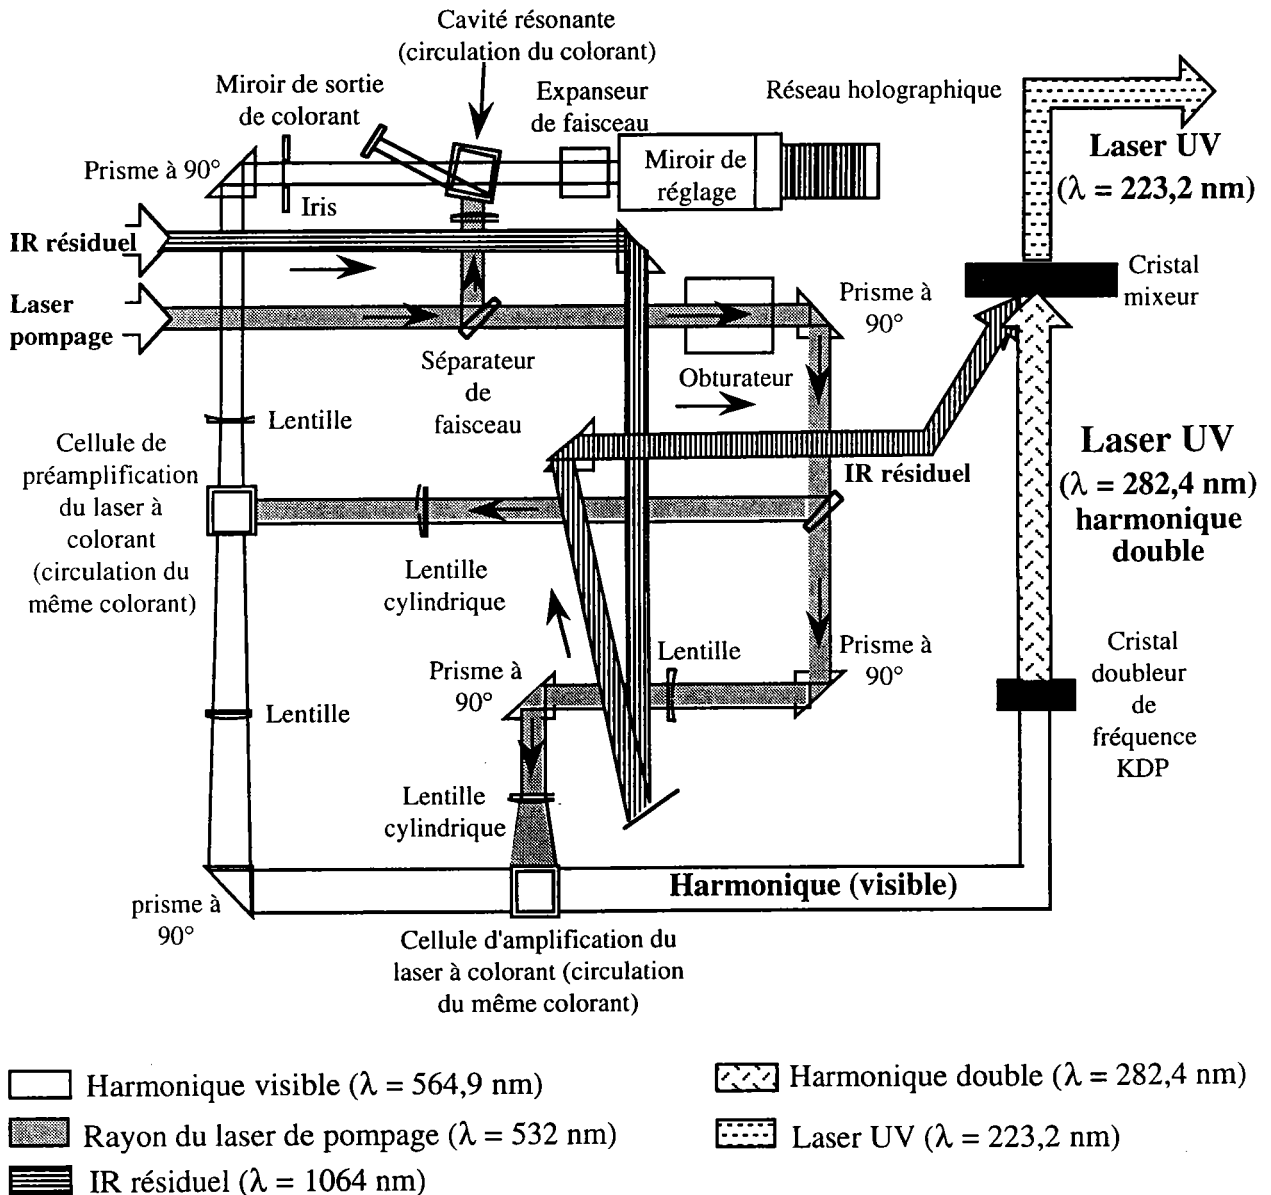 Cavité résonante
(circulation du colorant)
Miroir de sortie
de colorant
Expanseur
de faisceau
Réseau holographique
Laser UV
(λ = 223,2 nm)
Prisme à 90°
Miroir de
réglage
Iris
IR résiduel
Cristal
mixeur
Laser
pompage
Prisme à
90°
Séparateur
de
faisceau
Obturateur
Lentille
Cellule de
préamplification
du laser à
colorant
(circulation du
même colorant)
IR résiduel
Laser UV
(λ = 282,4 nm)
harmonique
double
Lentille
cylindrique
Prisme à
90°
Lentille
Prisme à
90°
Cristal
doubleur
de
fréquence
KDP
Lentille
Lentille
cylindrique
prisme à
90°
Harmonique (visible)
Cellule d'amplification du
laser à colorant (circulation
du même colorant)
Harmonique visible (λ = 564,9 nm)
Harmonique double (λ = 282,4 nm)
Rayon du laser de pompage (λ = 532 nm)
Laser UV (λ = 223,2 nm)
IR résiduel (λ = 1064 nm)